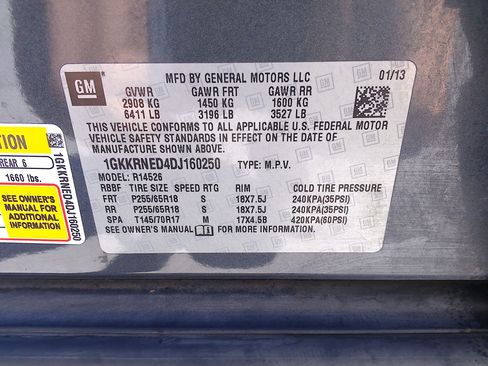 GM
MFD BY GENERAL MOTORS LLC 01/13
GVWR GAWR FRT GAWR RR
2908 KG 1450 KG 1600 KG
6411 LB 3196 LB 3527 LB
THIS VEHICLE CONFORMS TO ALL APPLICABLE U.S. FEDERAL MOTOR
VEHICLE SAFETY STANDARDS IN EFFECT ON THE DATE OF
MANUFACTURE SHOWN ABOVE.
1GKKRNED4DJ160250 TYPE: M.P.V.
MODEL: R14526
RBBF TIRE SIZE SPEED RTG RIM COLD TIRE PRESSURE
FRT P255/65R18 S 18X7.5J 240KPA(35PSI)
RR P255/65R18 S 18X7.5J 240KPA(35PSI)
SPA T145/70R17 M 17X4.5B 420KPA(60PSI)
SEE OWNER'S MANUAL FOR MORE INFORMATION.
TION
REAR 6
1660 lbs.
SEE OWNER'S
MANUAL FOR
ADDITIONAL
INFORMATION
1GKKRNED4DJ160250